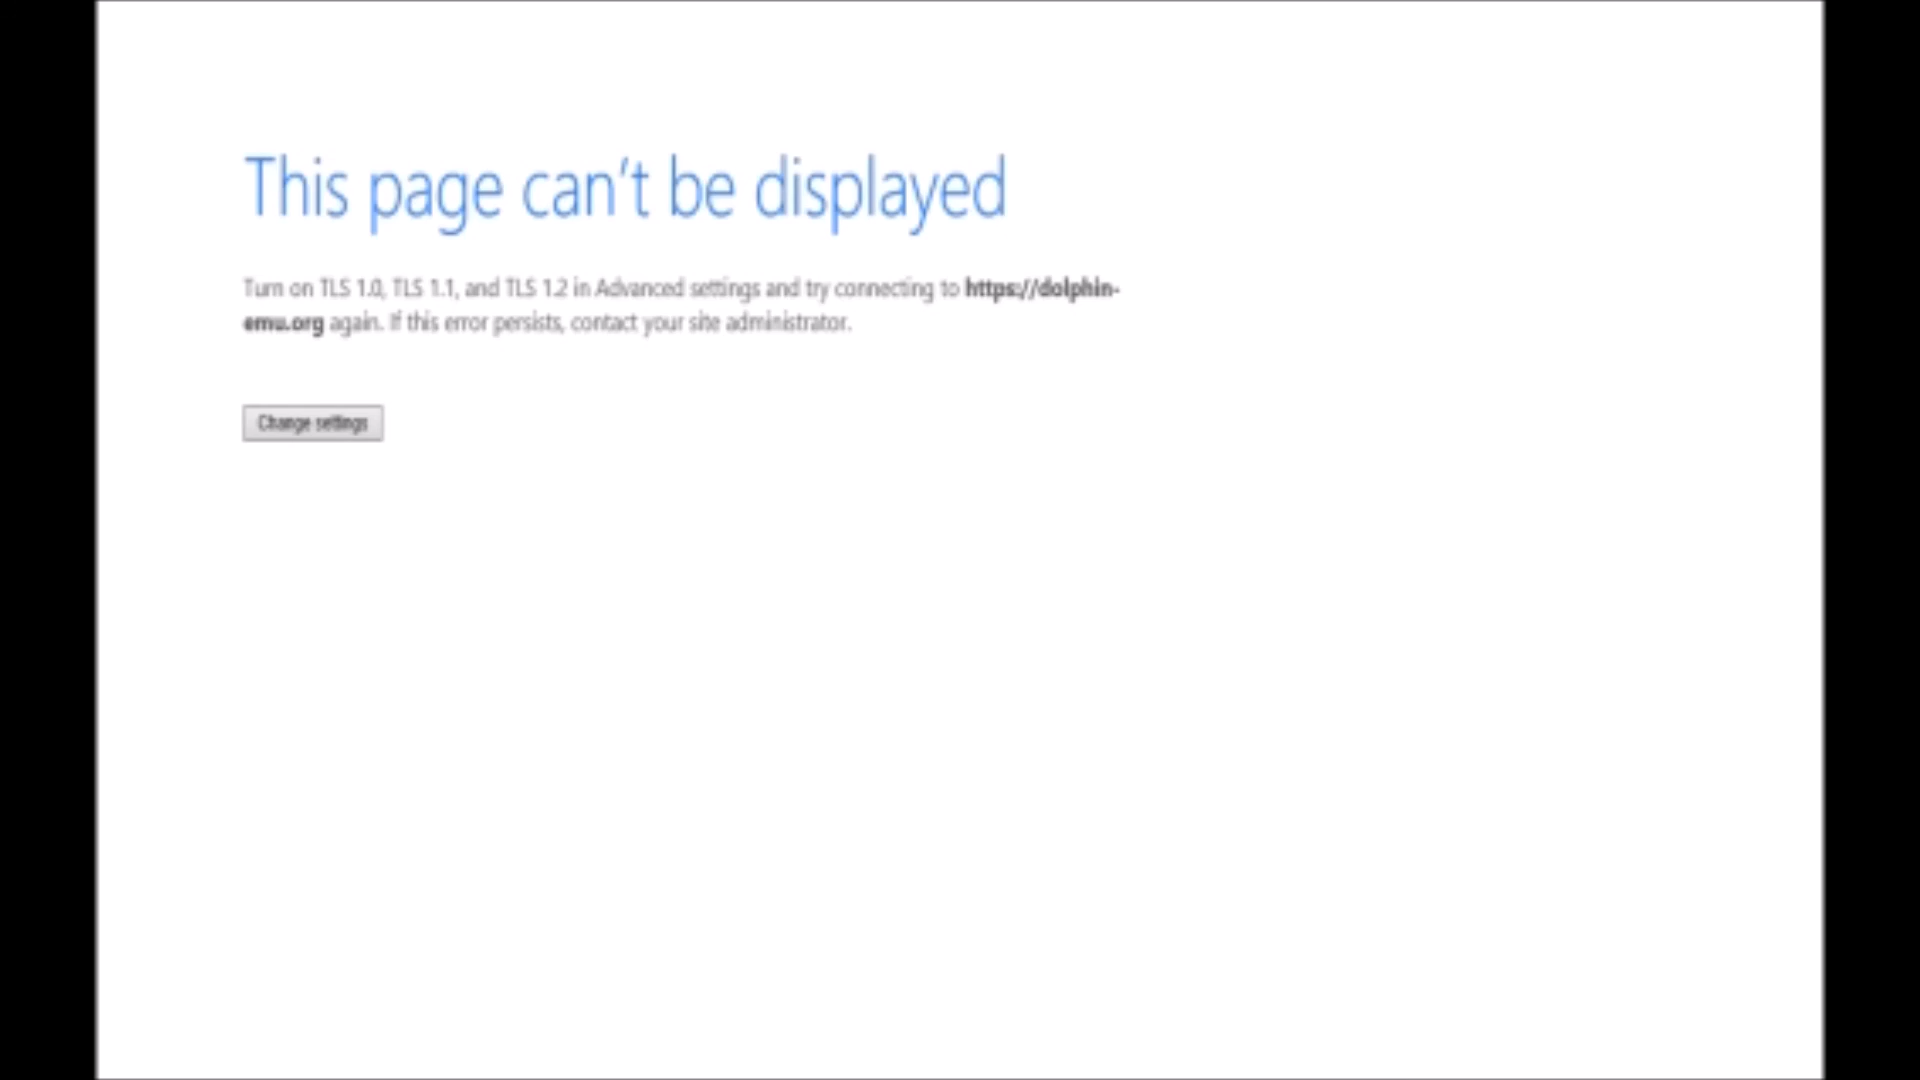 This page can't be displayed
Turn on TLS 1.0, TLS 1.1, and TLS 1.2 in Advanced settings and try connecting to https://dolphin-
emu.org again. If this error persists, contact your site administrator.
Change settings